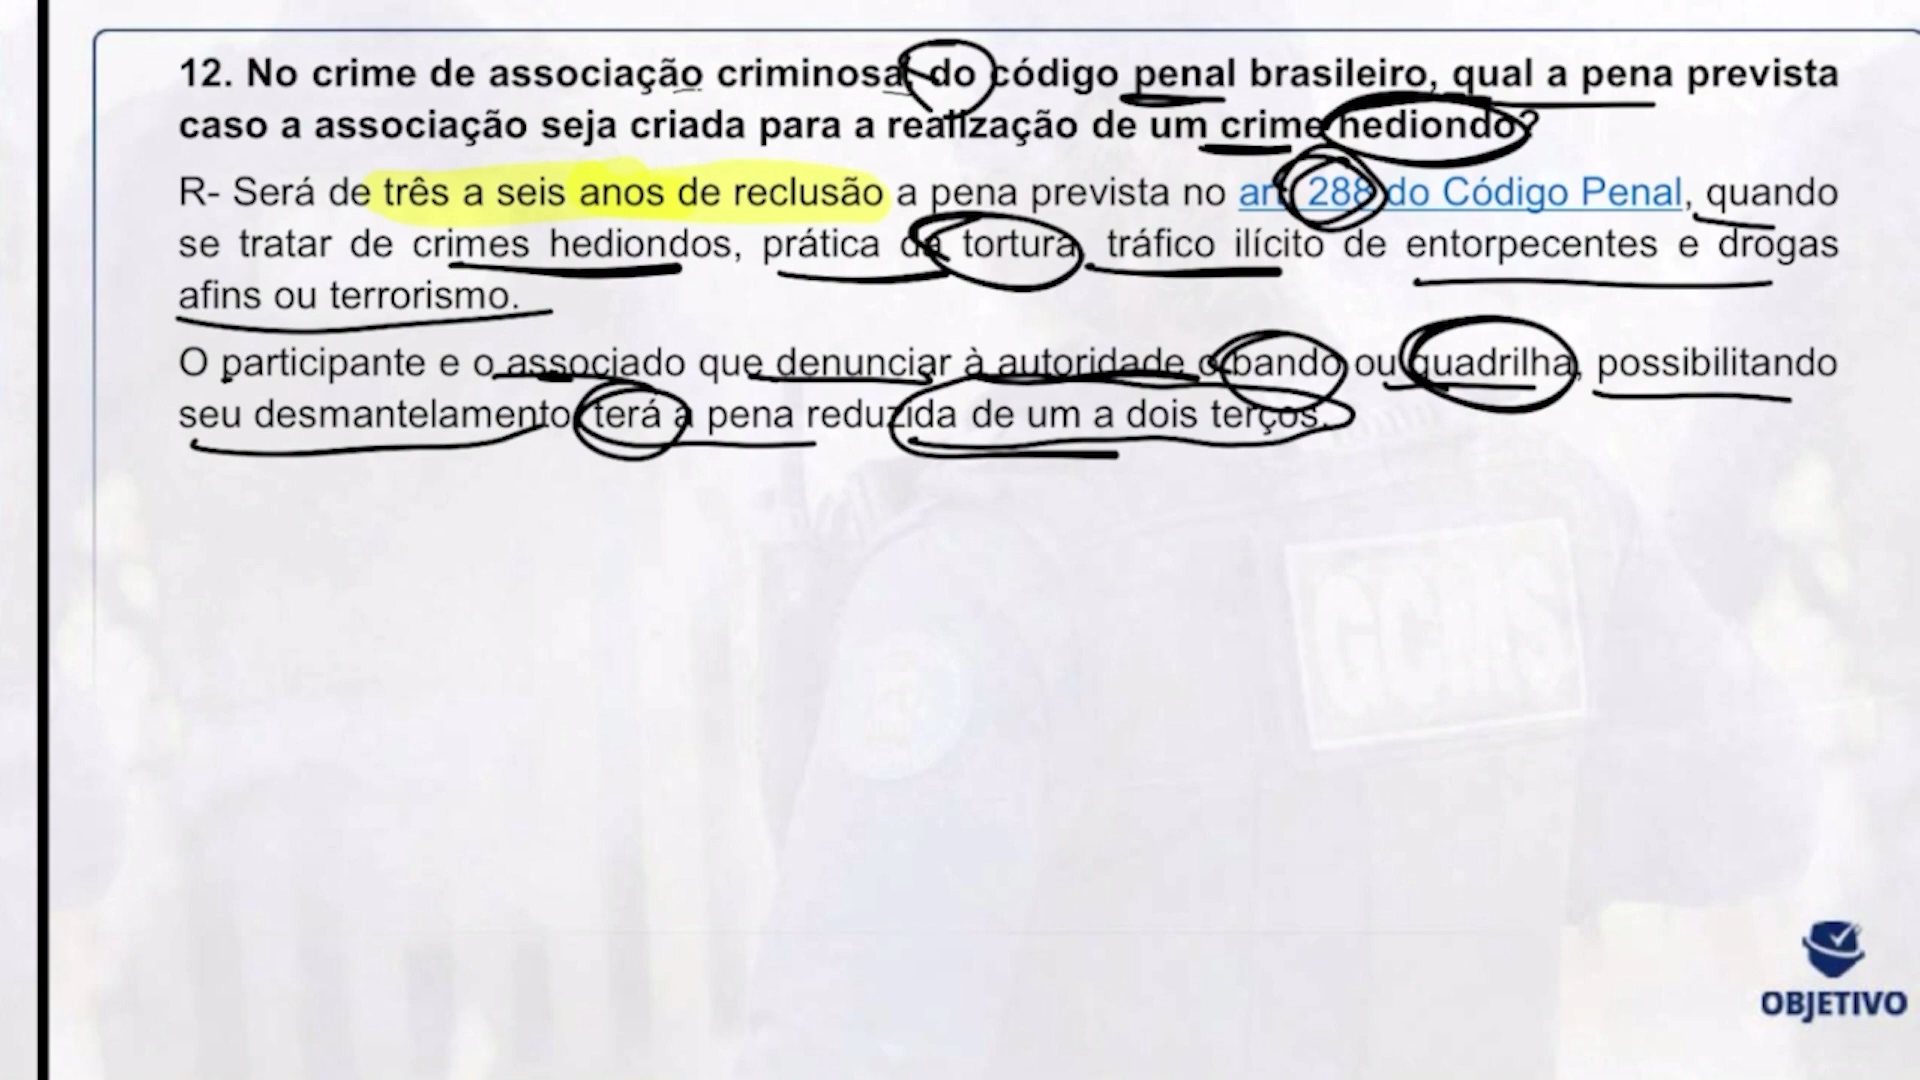 12. No crime de associação criminosa, do código penal brasileiro, qual a pena prevista
caso a associação seja criada para a realização de um crime hediondo?
R- Será de três a seis anos de reclusão a pena prevista no art. 288 do Código Penal, quando
se tratar de crimes hediondos, prática da tortura, tráfico ilícito de entorpecentes e drogas
afins ou terrorismo.
O participante e o associado que denunciar à autoridade o bando ou quadrilha, possibilitando
seu desmantelamento, terá a pena reduzida de um a dois terços.
OBJETIVO